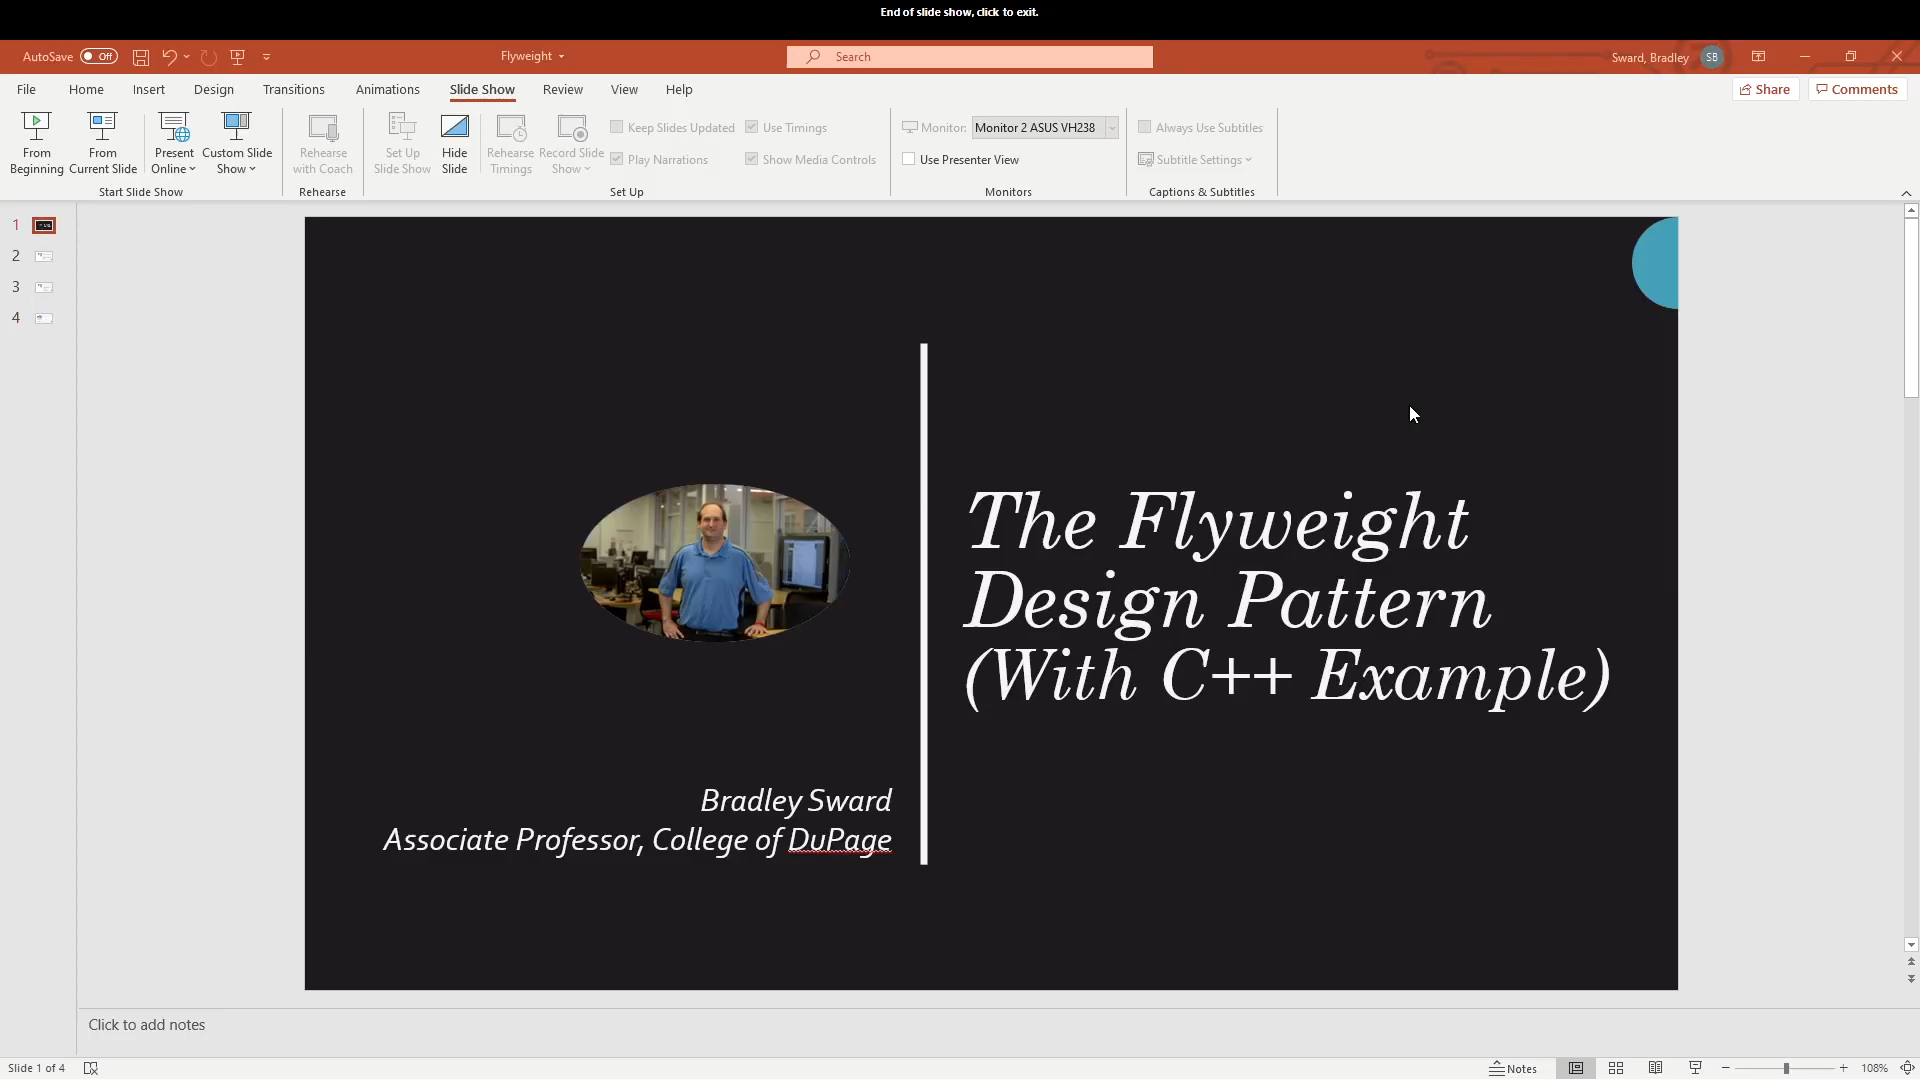 End of slide show, click to exit.
AutoSave Off
Flyweight
Search
Sward, Bradley SB
File Home Insert Design Transitions Animations Slide Show Review View Help
Share Comments
From Beginning
From Current Slide
Present Online
Custom Slide Show
Start Slide Show
Rehearse with Coach
Rehearse
Set Up Slide Show
Hide Slide
Rehearse Timings
Record Slide Show
Keep Slides Updated
Use Timings
Play Narrations
Show Media Controls
Set Up
Monitor: Monitor 2 ASUS VH238
Use Presenter View
Monitors
Always Use Subtitles
Subtitle Settings
Captions & Subtitles
1
2
3
4
The Flyweight
Design Pattern
(With C++ Example)
Bradley Sward
Associate Professor, College of DuPage
Click to add notes
Slide 1 of 4
Notes
108%